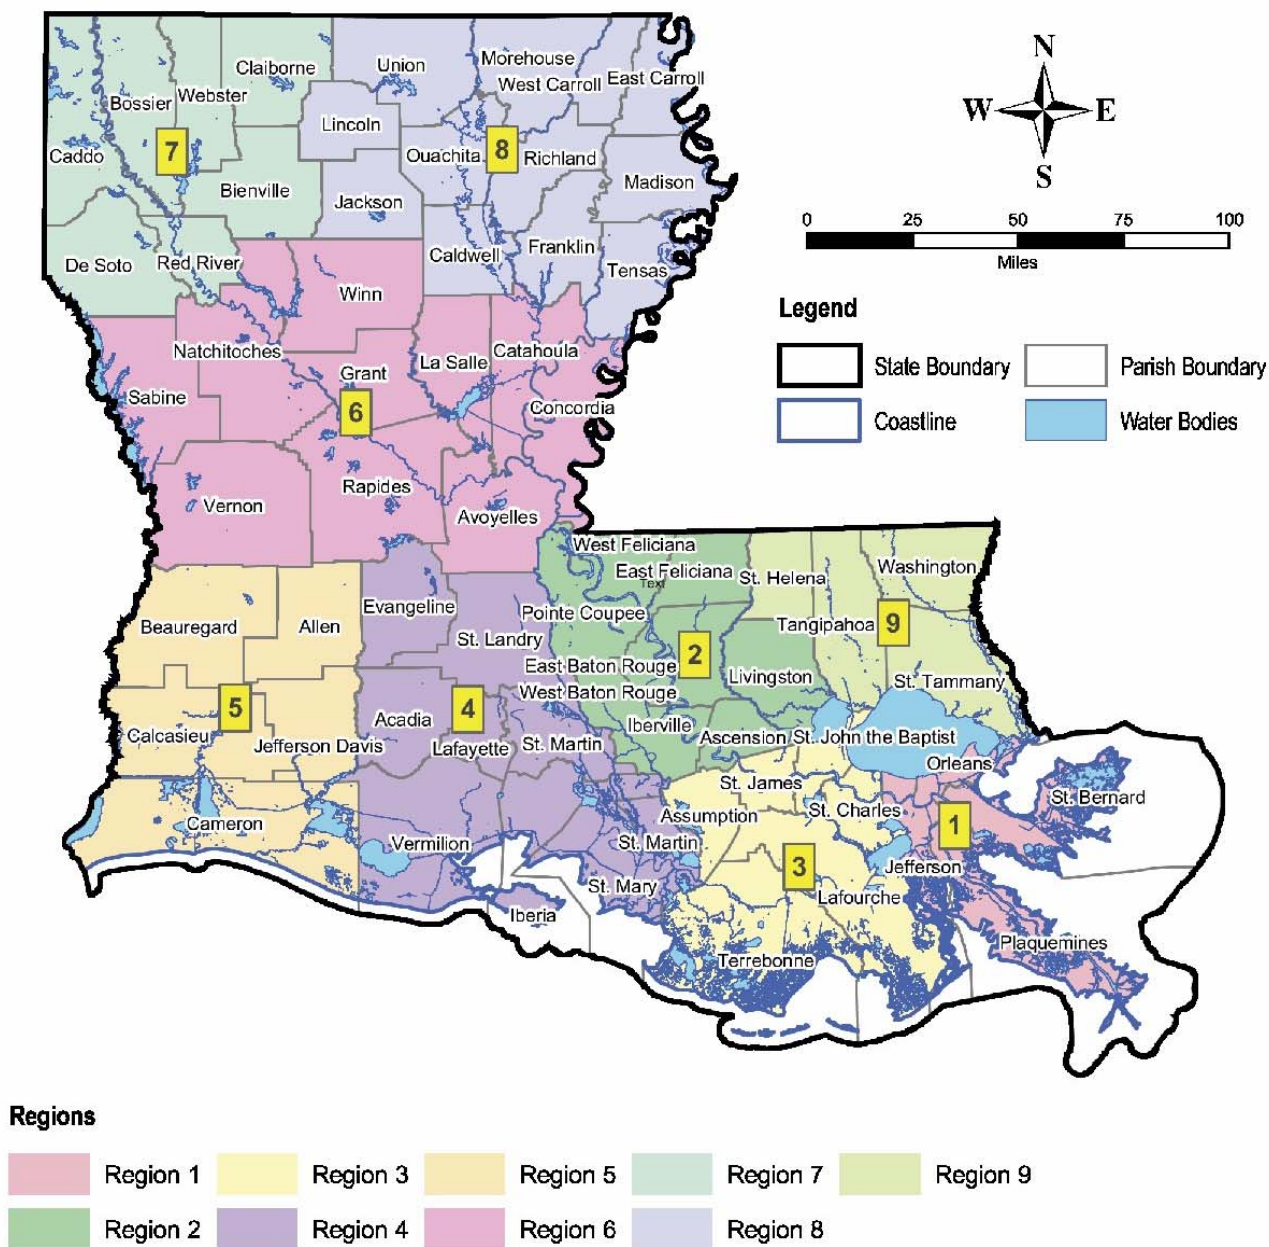 Claiborne
Union
Morehouse
West Carroll
East Carroll
Bossier
Webster
Lincoln
Caddo
7
Ouachita
8
Richland
Bienville
Jackson
Madison
De Soto
Red River
Caldwell
Franklin
Tensas
Winn
Natchitoches
Grant
La Salle
Catahoula
Sabine
6
Concordia
Vernon
Rapides
Avoyelles
West Feliciana
East Feliciana
Text
St. Helena
Washington
Evangeline
Pointe Coupee
Beauregard
Allen
St. Landry
Tangipahoa
9
East Baton Rouge
2
Livingston
St. Tammany
West Baton Rouge
5
4
Acadia
Iberville
Calcasieu
Jefferson Davis
Lafayette
St. Martin
Ascension
St. John the Baptist
Orleans
St. James
St. Bernard
Cameron
Assumption
St. Charles
1
Vermilion
St. Martin
3
Jefferson
St. Mary
Lafourche
Iberia
Plaquemines
Terrebonne
N
W E
S
0 25 50 75 100
Miles
Legend
State Boundary
Parish Boundary
Coastline
Water Bodies
Regions
Region 1
Region 3
Region 5
Region 7
Region 9
Region 2
Region 4
Region 6
Region 8